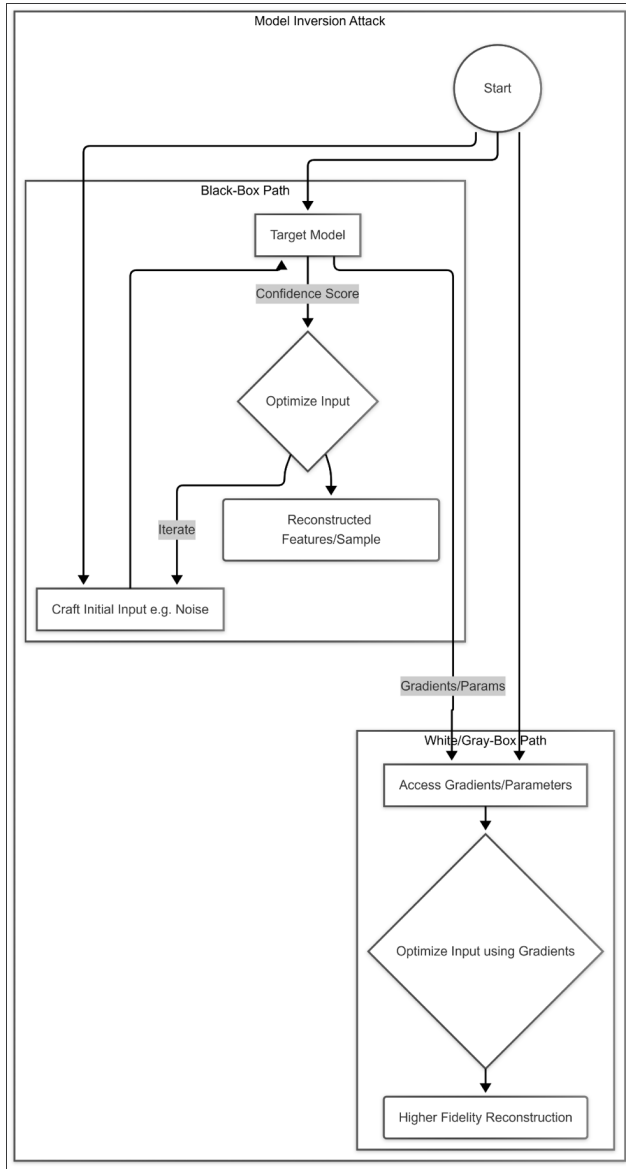 Model Inversion Attack
Start
Black-Box Path
Target Model
Confidence Score
Optimize Input
Reconstructed
Features/Sample
Iterate
Craft Initial Input e.g. Noise
Gradients/Params
White/Gray-Box Path
Access Gradients/Parameters
Optimize Input using Gradients
Higher Fidelity Reconstruction